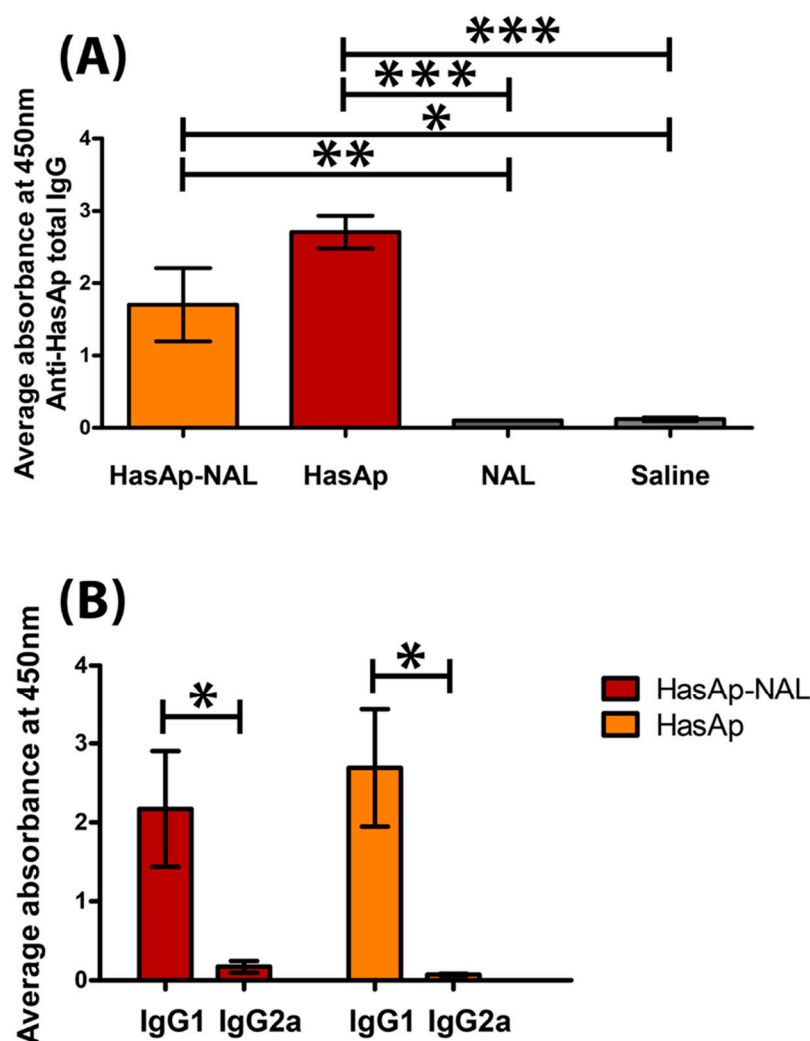 (A)
***
***
*
**
Average absorbance at 450nm
Anti-HasAp total IgG
4
3
2
1
0
HasAp-NAL HasAp NAL Saline
(B)
Average absorbance at 450nm
4
3
2
1
0
* *
HasAp-NAL
HasAp
IgG1 IgG2a IgG1 IgG2a